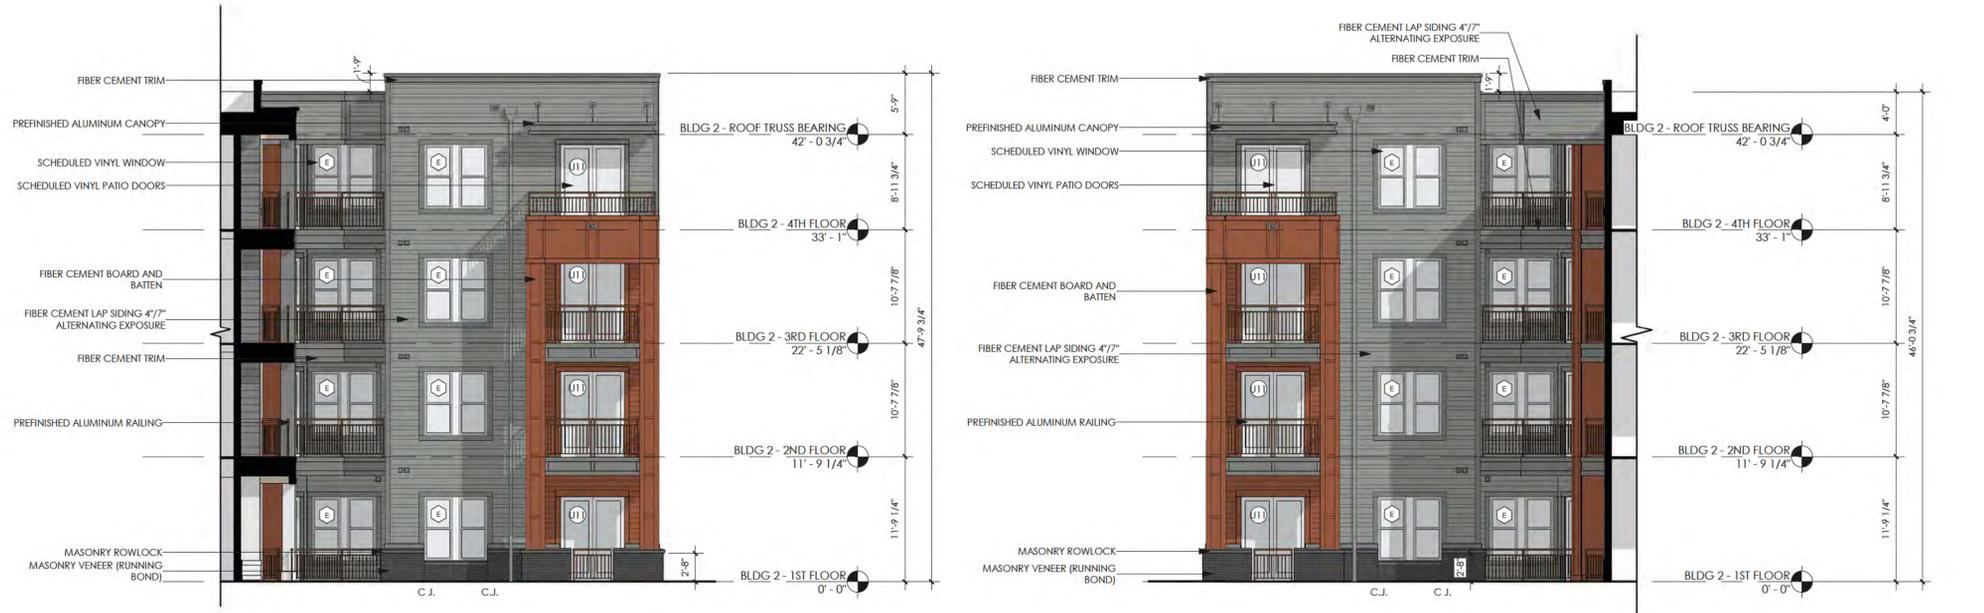 FIBER CEMENT TRIM
PREFINISHED ALUMINUM CANOPY
SCHEDULED VINYL WINDOW
SCHEDULED VINYL PATIO DOORS
FIBER CEMENT BOARD AND
BATTEN
FIBER CEMENT LAP SIDING 4"/7"
ALTERNATING EXPOSURE
FIBER CEMENT TRIM
PREFINISHED ALUMINUM RAILING
MASONRY ROWLOCK
MASONRY VENEER (RUNNING
BOND)
1'-9"
E
E
U11
E
E
U11
E
E
U11
E
E
U11
C.J.
C.J.
2'-8"
BLDG 2 - ROOF TRUSS BEARING
42' - 0 3/4"
BLDG 2 - 4TH FLOOR
33' - 1"
BLDG 2 - 3RD FLOOR
22' - 5 1/8"
BLDG 2 - 2ND FLOOR
11' - 9 1/4"
BLDG 2 - 1ST FLOOR
0' - 0"
5'-9"
8'-11 3/4"
10'-7 7/8"
10'-7 7/8"
11'-9 1/4"
47'-9 3/4"
FIBER CEMENT LAP SIDING 4"/7"
ALTERNATING EXPOSURE
FIBER CEMENT TRIM
FIBER CEMENT TRIM
PREFINISHED ALUMINUM CANOPY
SCHEDULED VINYL WINDOW
SCHEDULED VINYL PATIO DOORS
FIBER CEMENT BOARD AND
BATTEN
FIBER CEMENT LAP SIDING 4"/7"
ALTERNATING EXPOSURE
PREFINISHED ALUMINUM RAILING
MASONRY ROWLOCK
MASONRY VENEER (RUNNING
BOND)
1'-9"
U11
E
E
U11
E
E
U11
E
E
U11
E
E
2'-8"
C.J.
C.J.
BLDG 2 - ROOF TRUSS BEARING
42' - 0 3/4"
BLDG 2 - 4TH FLOOR
33' - 1"
BLDG 2 - 3RD FLOOR
22' - 5 1/8"
BLDG 2 - 2ND FLOOR
11' - 9 1/4"
BLDG 2 - 1ST FLOOR
0' - 0"
4'-0"
8'-11 3/4"
10'-7 7/8"
10'-7 7/8"
11'-9 1/4"
46'-0 3/4"